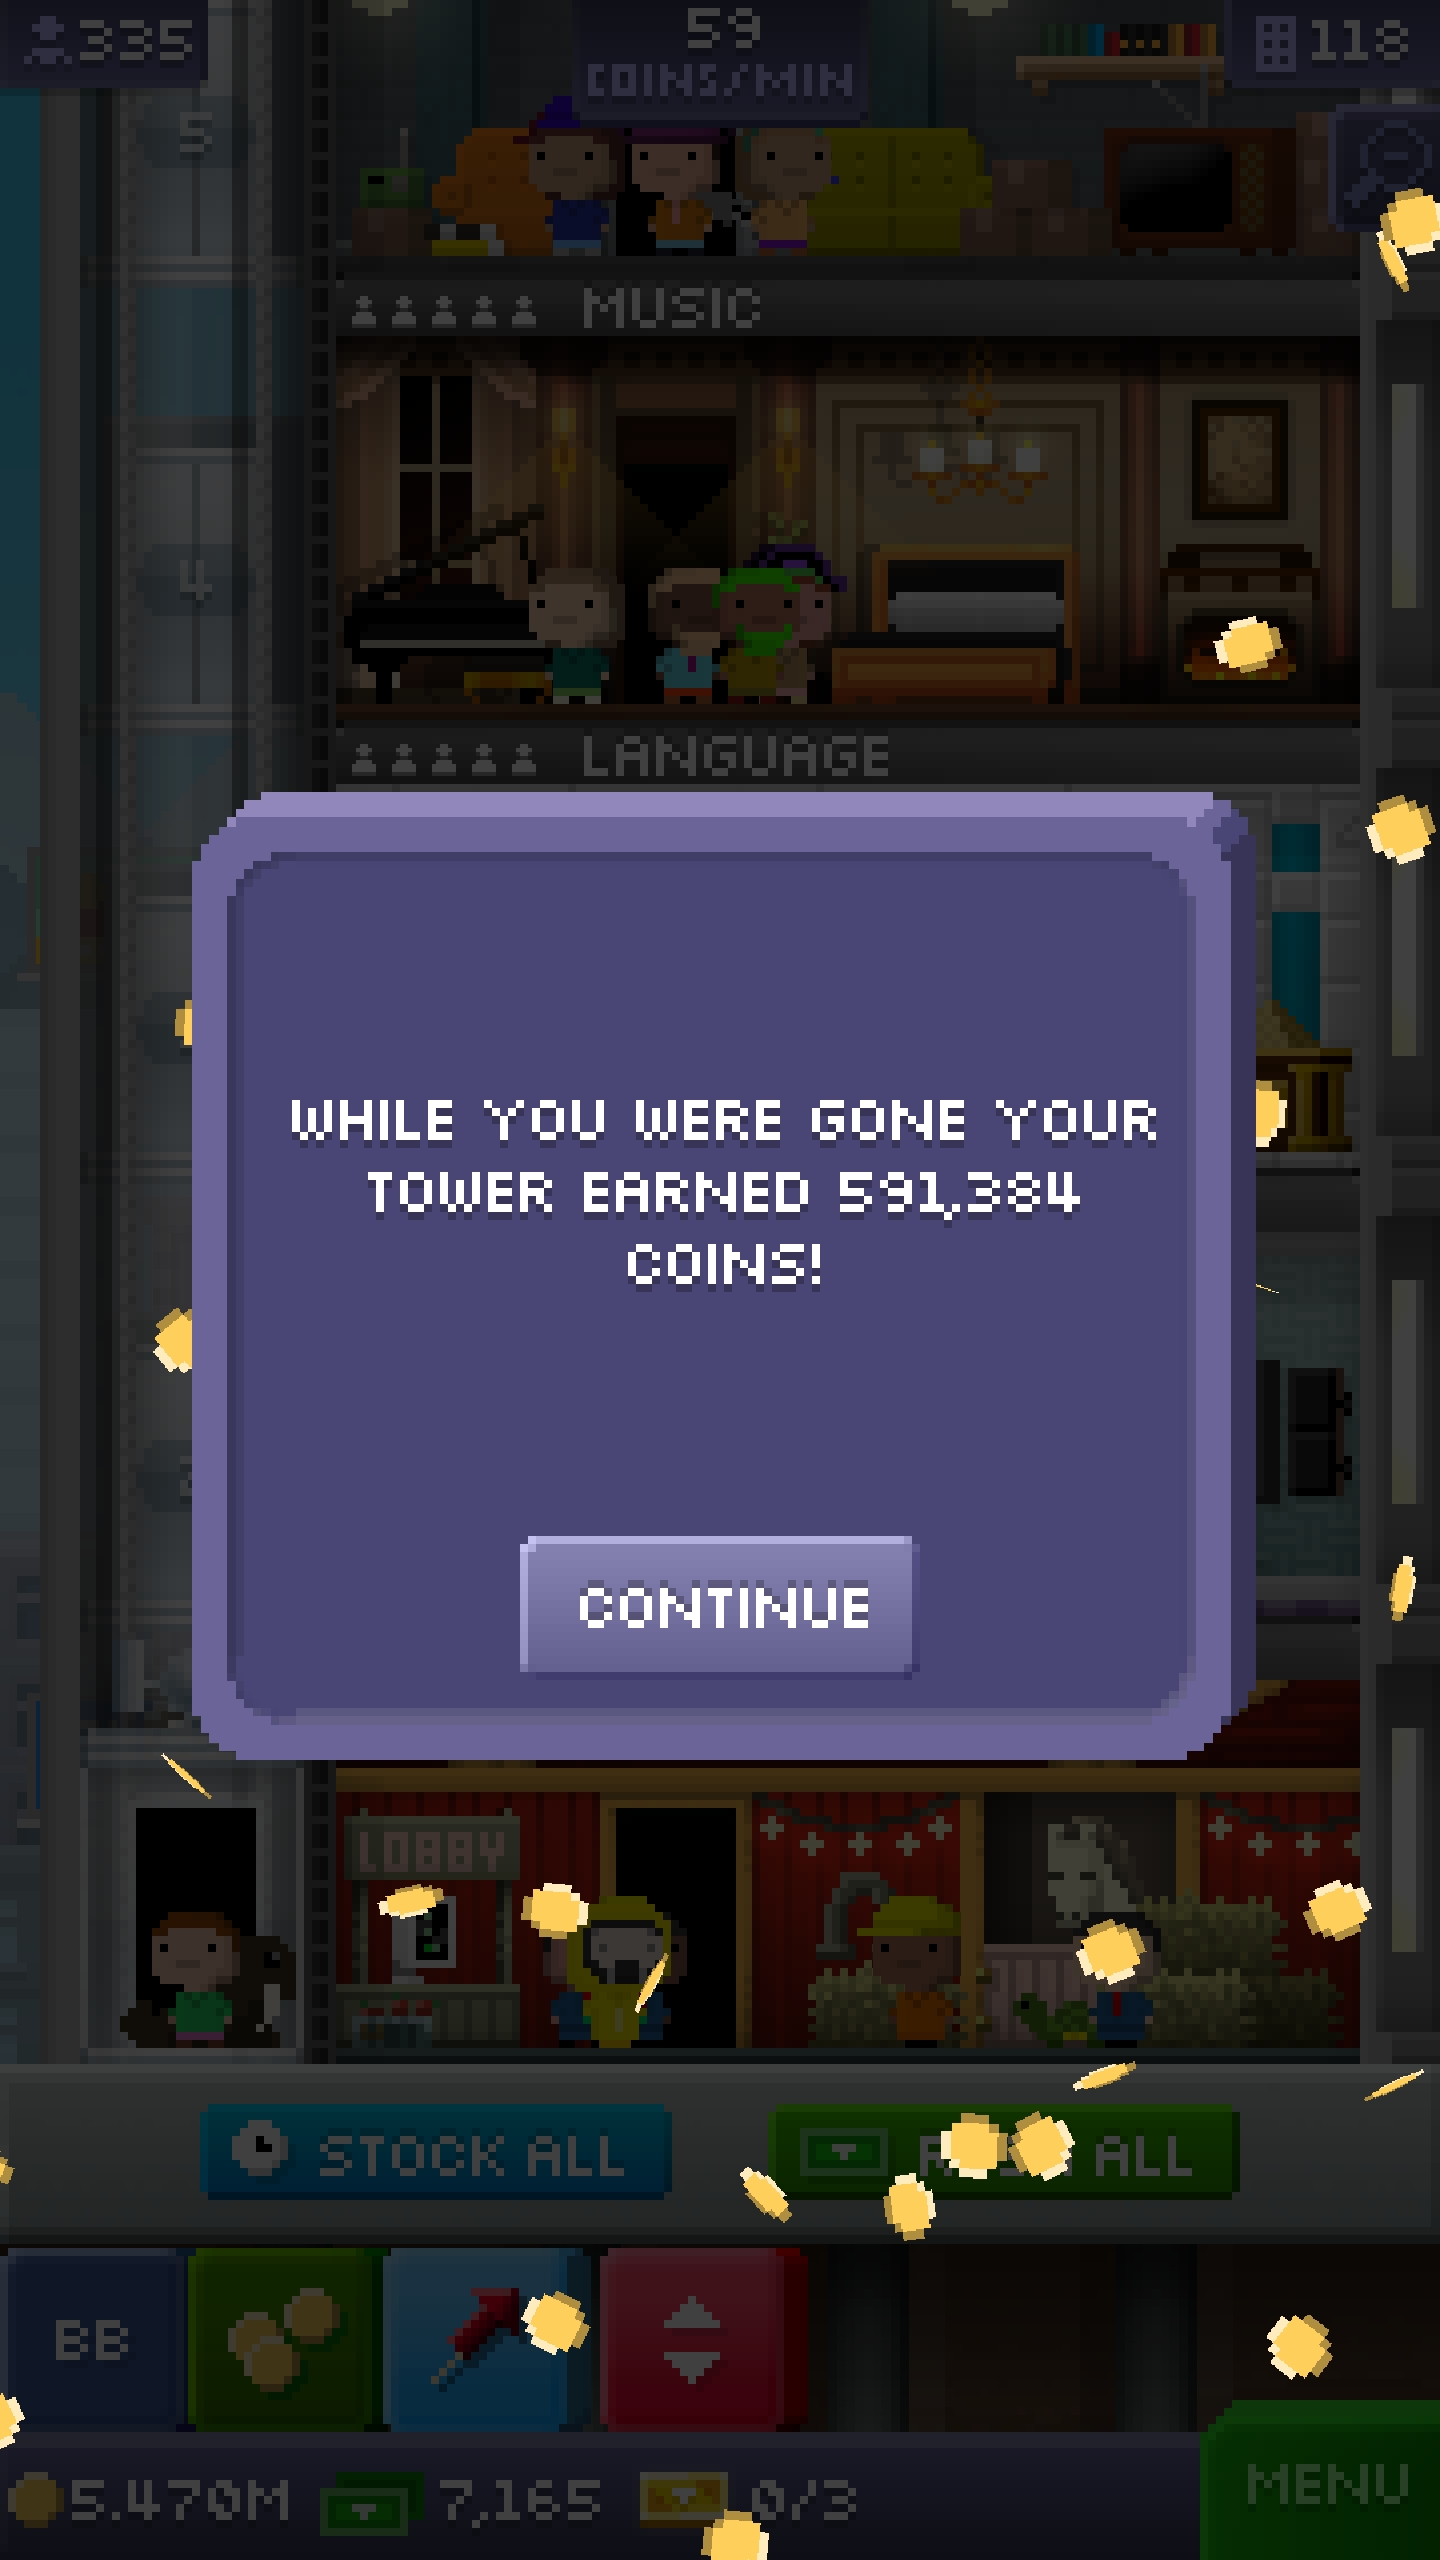 335
59
COINS/MIN
118
5
MUSIC
4
LANGUAGE
WHILE YOU WERE GONE YOUR
TOWER EARNED 591,384
COINS!
CONTINUE
LOBBY
STOCK ALL
ALL
BB
5.470M
7,165
0/3
MENU